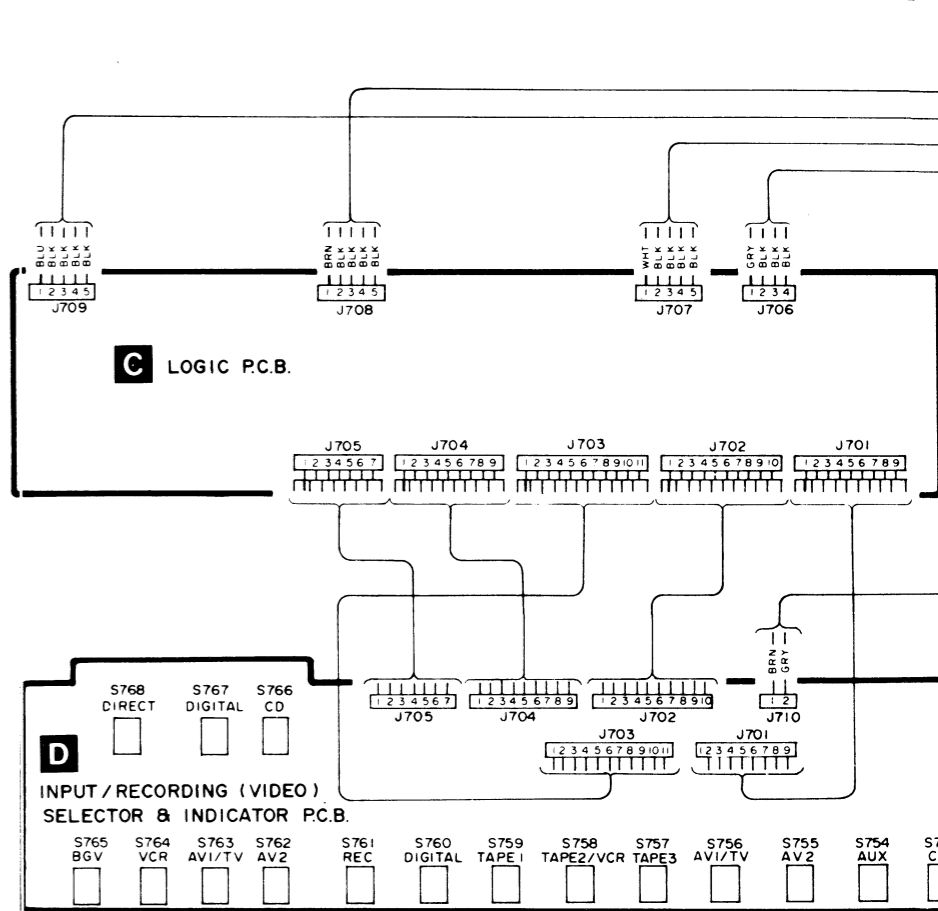 BLU BLK BLK BLK BLK
BRN BLK BLK BLK BLK
WHT BLK BLK BLK BLK
GRY BLK BLK BLK
1 2 3 4 5
1 2 3 4 5
1 2 3 4 5
1 2 3 4
J709
J708
J707
J706
C LOGIC P.C.B.
J705
J704
J703
J702
J701
1 2 3 4 5 6 7
1 2 3 4 5 6 7 8 9
1 2 3 4 5 6 7 8 9 10 11
1 2 3 4 5 6 7 8 9 10
1 2 3 4 5 6 7 8 9
BRN GRY
S768
DIRECT
S767
DIGITAL
S766
CD
1 2 3 4 5 6 7
J705
1 2 3 4 5 6 7 8 9
J704
1 2 3 4 5 6 7 8 9 10
J702
1 2
J710
J703
1 2 3 4 5 6 7 8 9 10 11
J701
1 2 3 4 5 6 7 8 9
D
INPUT/RECORDING (VIDEO)
SELECTOR & INDICATOR P.C.B.
S765
BGV
S764
VCR
S763
AV1/TV
S762
AV2
S761
REC
S760
DIGITAL
S759
TAPE1
S758
TAPE2/VCR
S757
TAPE3
S756
AV1/TV
S755
AV2
S754
AUX